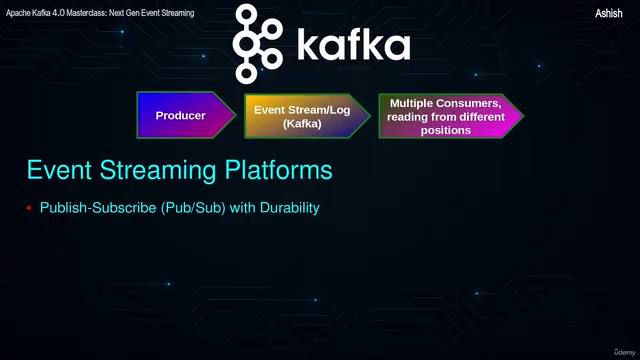 Apache Kafka 4.0 Masterclass: Next Gen Event Streaming
Ashish
kafka
Producer
Event Stream/Log
(Kafka)
Multiple Consumers,
reading from different
positions
Event Streaming Platforms
Publish-Subscribe (Pub/Sub) with Durability
ûdemy